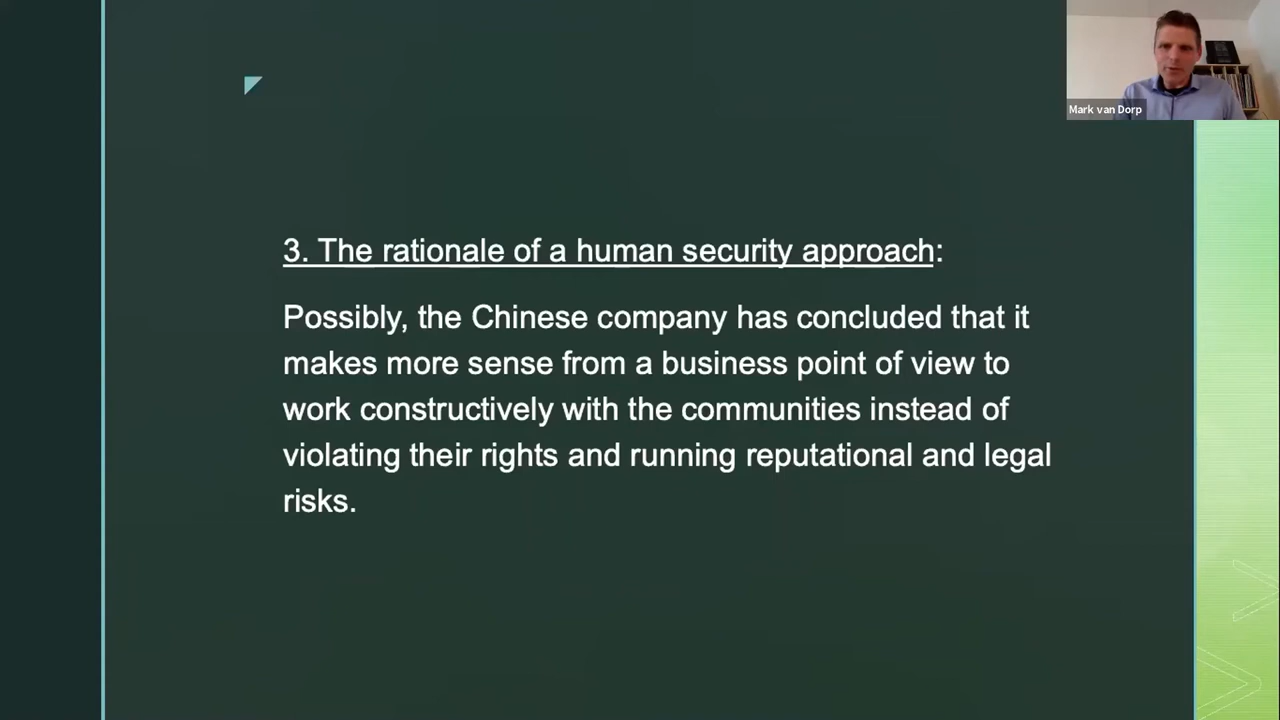 Mark van Dorp
3. The rationale of a human security approach:
Possibly, the Chinese company has concluded that it
makes more sense from a business point of view to
work constructively with the communities instead of
violating their rights and running reputational and legal
risks.